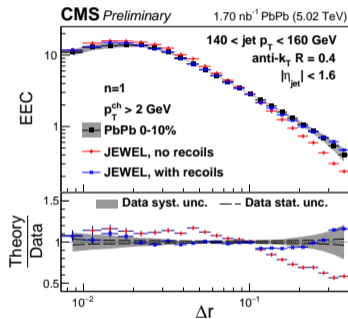 CMS Preliminary 1.70 nb⁻¹ PbPb (5.02 TeV)
140 < jet p_T < 160 GeV
anti-k_T R = 0.4
|η_jet| < 1.6
n=1
p_T^ch > 2 GeV
PbPb 0-10%
JEWEL, no recoils
JEWEL, with recoils
EEC
10
1
Data syst. unc. Data stat. unc.
Theory
Data
1.5
1.0
0.5
10⁻²
10⁻¹
Δr